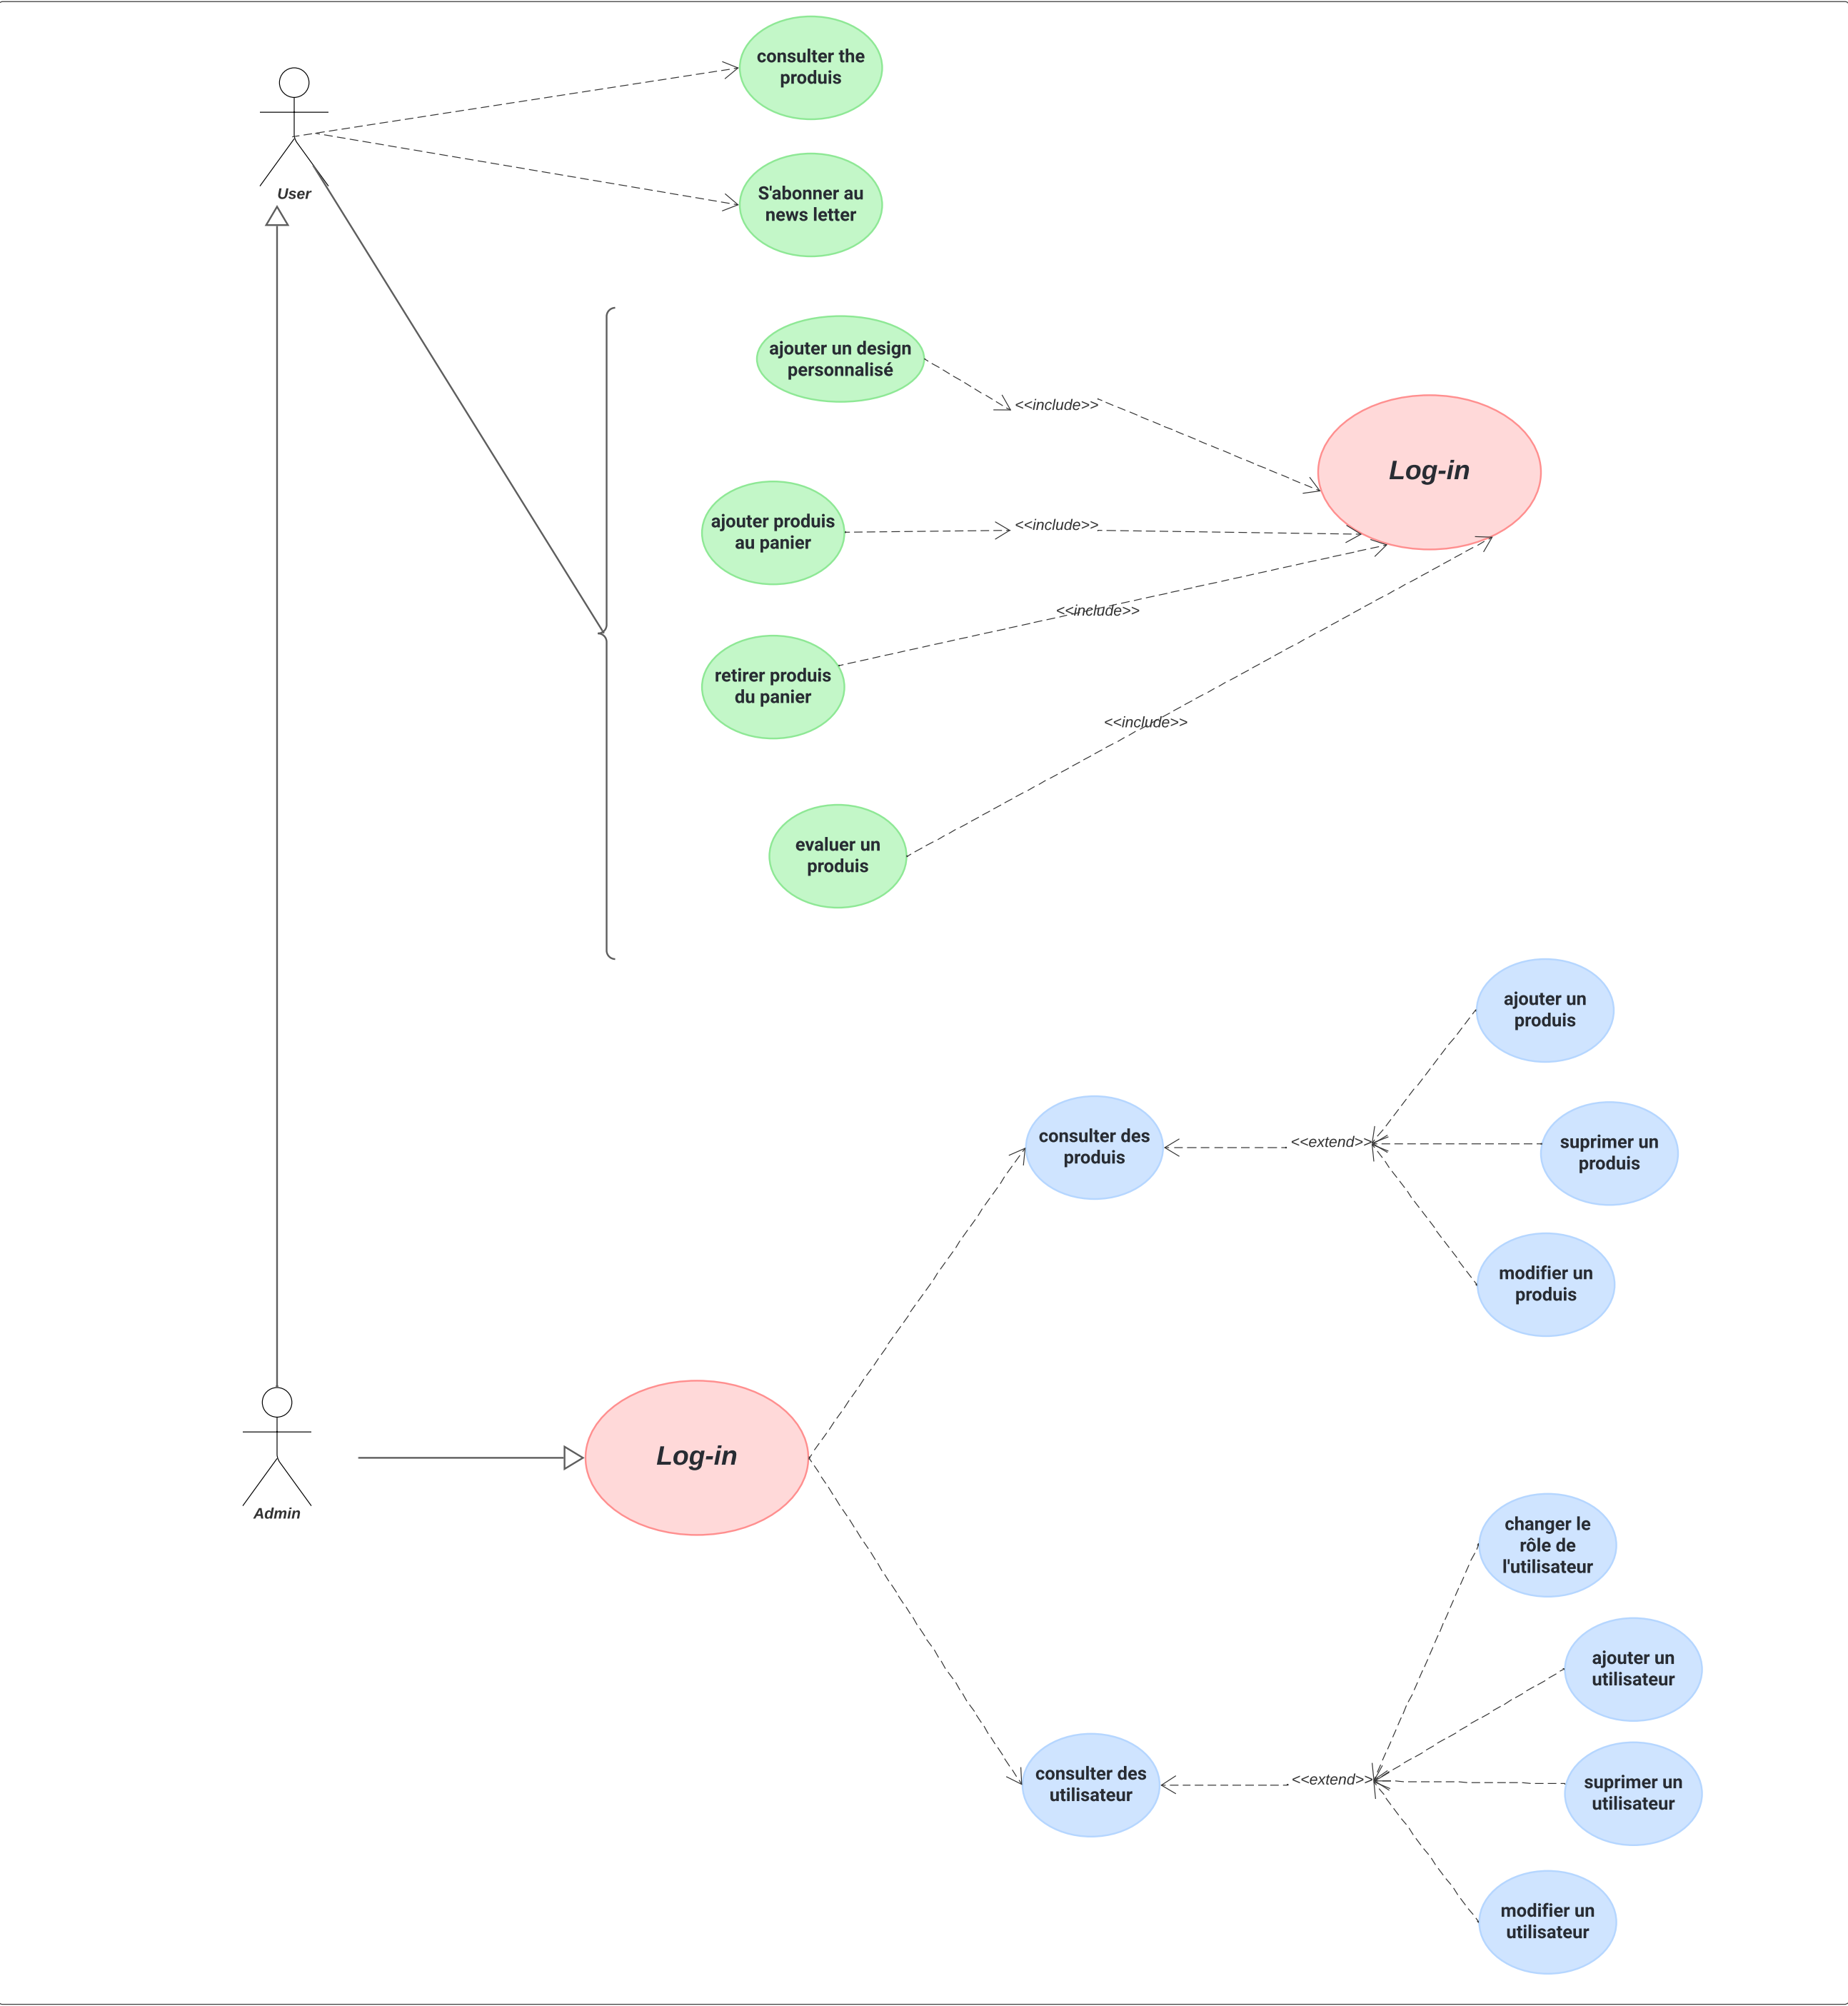 consulter the
produis
User
S'abonner au
news letter
ajouter un design
personnalisé
<<include>>
Log-in
ajouter produis
au panier
<<include>>
<<include>>
retirer produis
du panier
<<include>>
evaluer un
produis
ajouter un
produis
consulter des
produis
<<extend>>
suprimer un
produis
modifier un
produis
Log-in
Admin
changer le
rôle de
l'utilisateur
ajouter un
utilisateur
consulter des
utilisateur
<<extend>>
suprimer un
utilisateur
modifier un
utilisateur